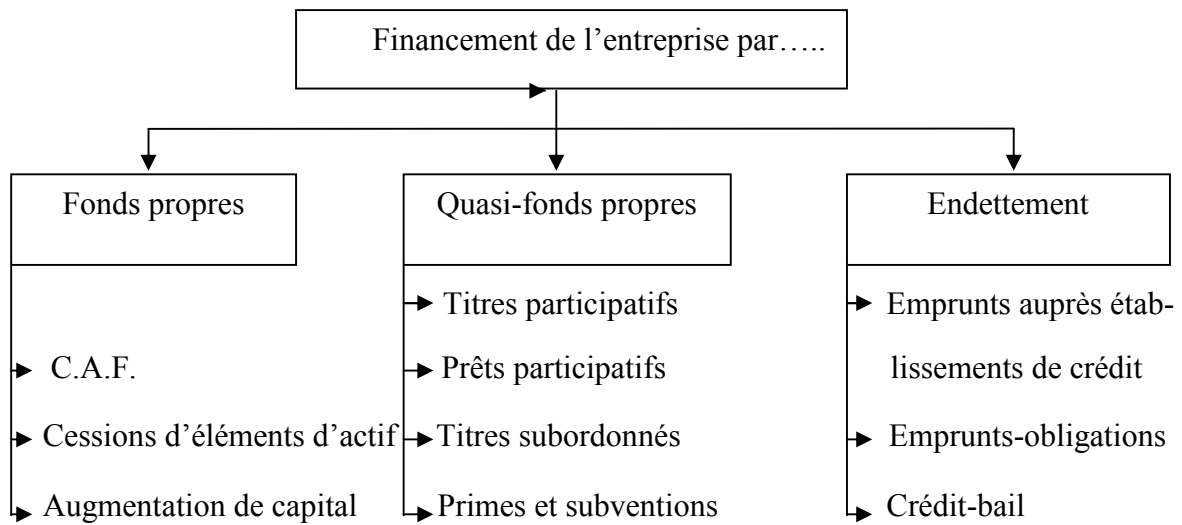 Financement de l’entreprise par…..
Fonds propres
C.A.F.
Cessions d’éléments d’actif
Augmentation de capital
Quasi-fonds propres
Titres participatifs
Prêts participatifs
Titres subordonnés
Primes et subventions
Endettement
Emprunts auprès étab-
lissements de crédit
Emprunts-obligations
Crédit-bail